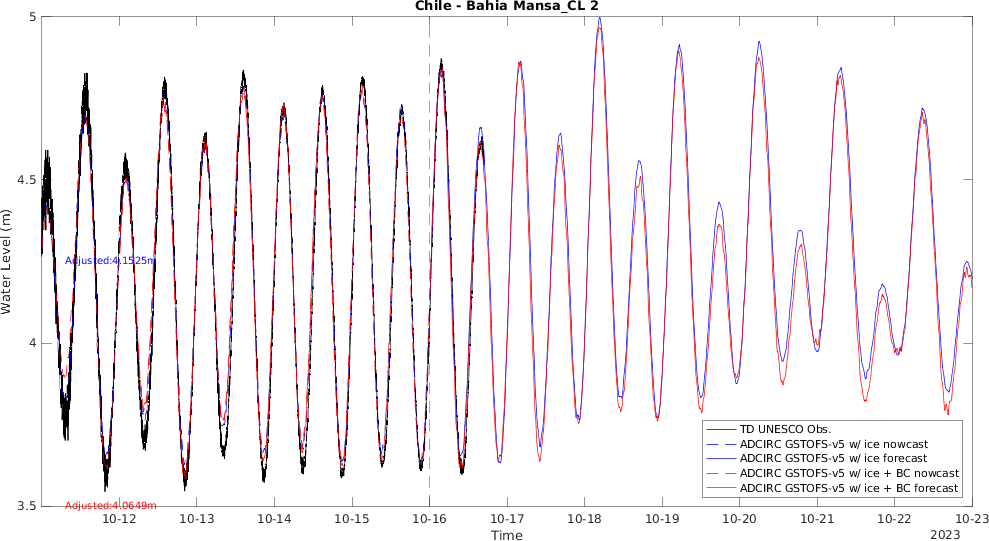 Chile - Bahia Mansa_CL 2
5
4.5
4
3.5
Water Level (m)
Adjusted:4.1525m
Adjusted:4.0649m
TD UNESCO Obs.
ADCIRC GSTOFS-v5 w/ ice nowcast
ADCIRC GSTOFS-v5 w/ ice forecast
ADCIRC GSTOFS-v5 w/ ice + BC nowcast
ADCIRC GSTOFS-v5 w/ ice + BC forecast
10-12 10-13 10-14 10-15 10-16 10-17 10-18 10-19 10-20 10-21 10-22 10-23
Time
2023